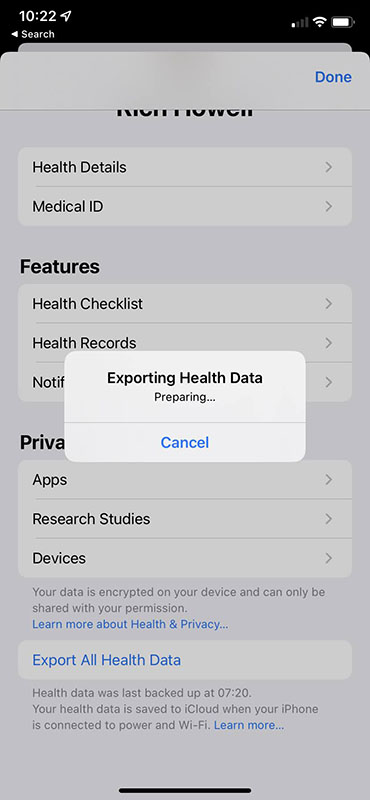 10:22
Search
Done
Rich Howell
Health Details
Medical ID
Features
Health Checklist
Health Records
Notif
Exporting Health Data
Preparing...
Cancel
Priva
Apps
Research Studies
Devices
Your data is encrypted on your device and can only be
shared with your permission.
Learn more about Health & Privacy...
Export All Health Data
Health data was last backed up at 07:20.
Your health data is saved to iCloud when your iPhone
is connected to power and Wi-Fi. Learn more...